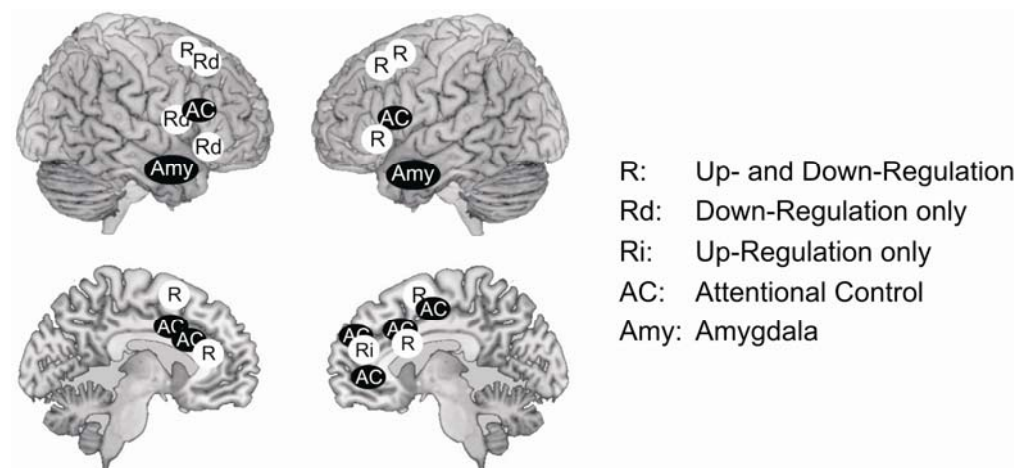 R
Rd
AC
Rd
Rd
Amy
R
R
AC
R
Amy
R: Up- and Down-Regulation
Rd: Down-Regulation only
Ri: Up-Regulation only
AC: Attentional Control
Amy: Amygdala
R
AC
AC
R
R
AC
AC
AC
Ri
R
AC